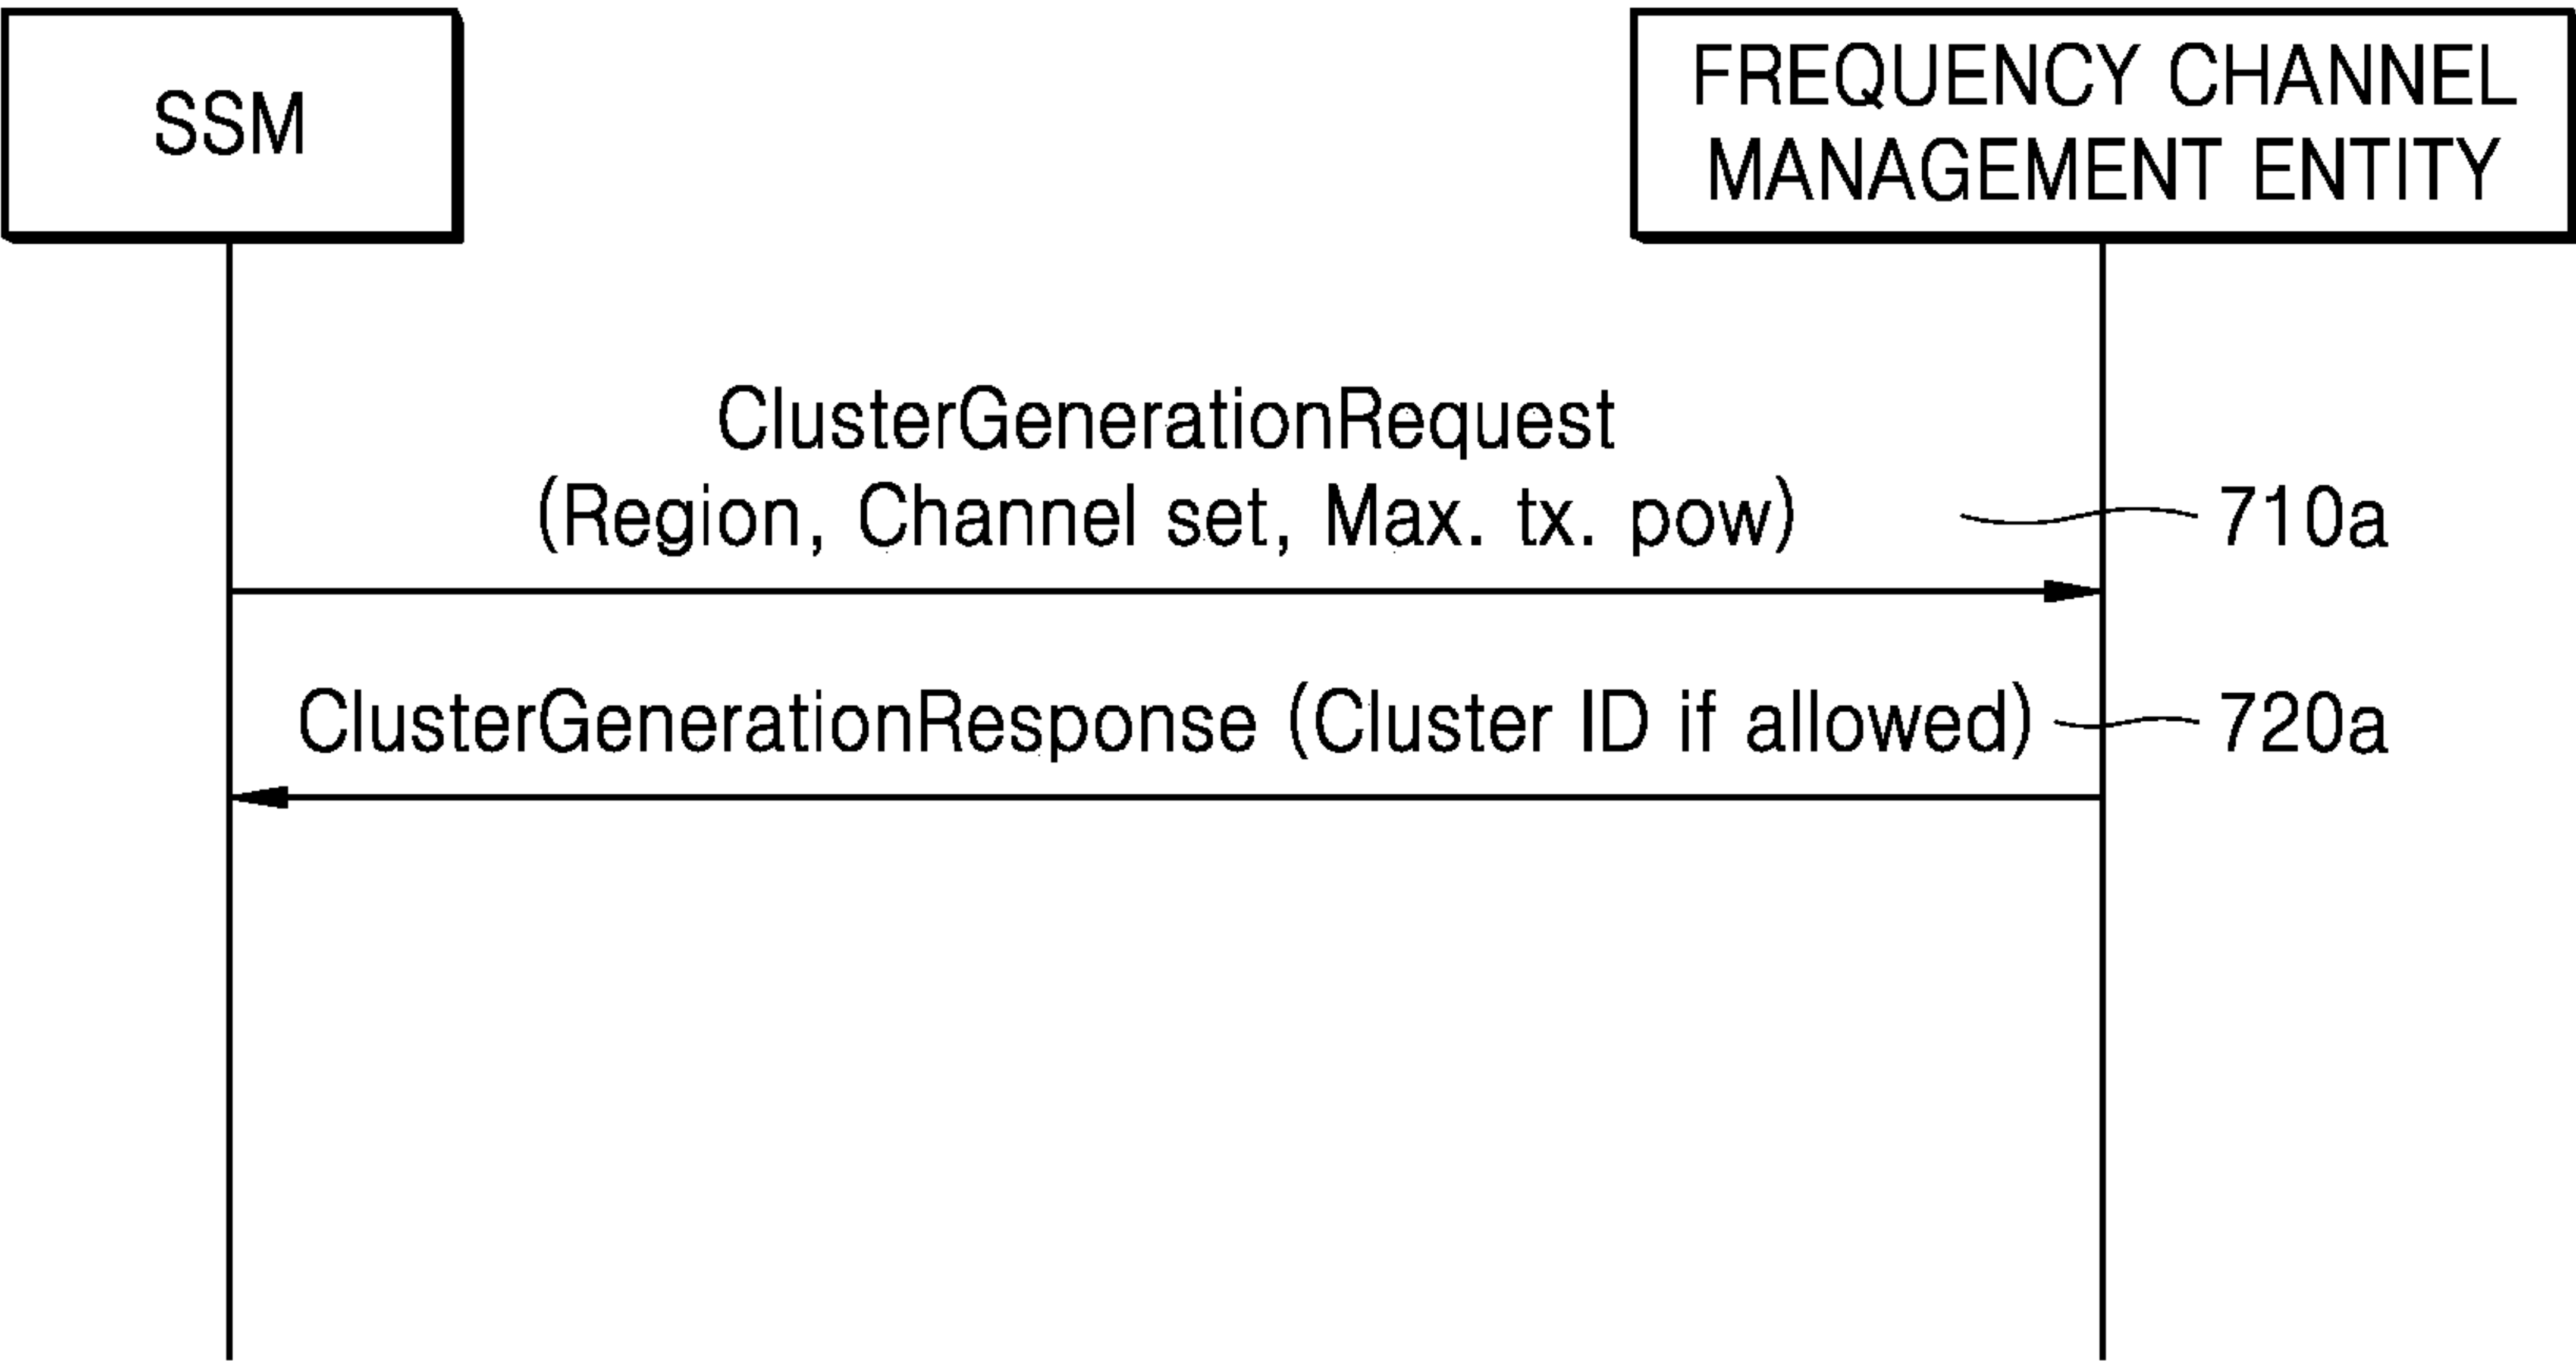 SSM
FREQUENCY CHANNEL
MANAGEMENT ENTITY
ClusterGenerationRequest
(Region, Channel set, Max. tx. pow)
710a
ClusterGenerationResponse (Cluster ID if allowed)
720a